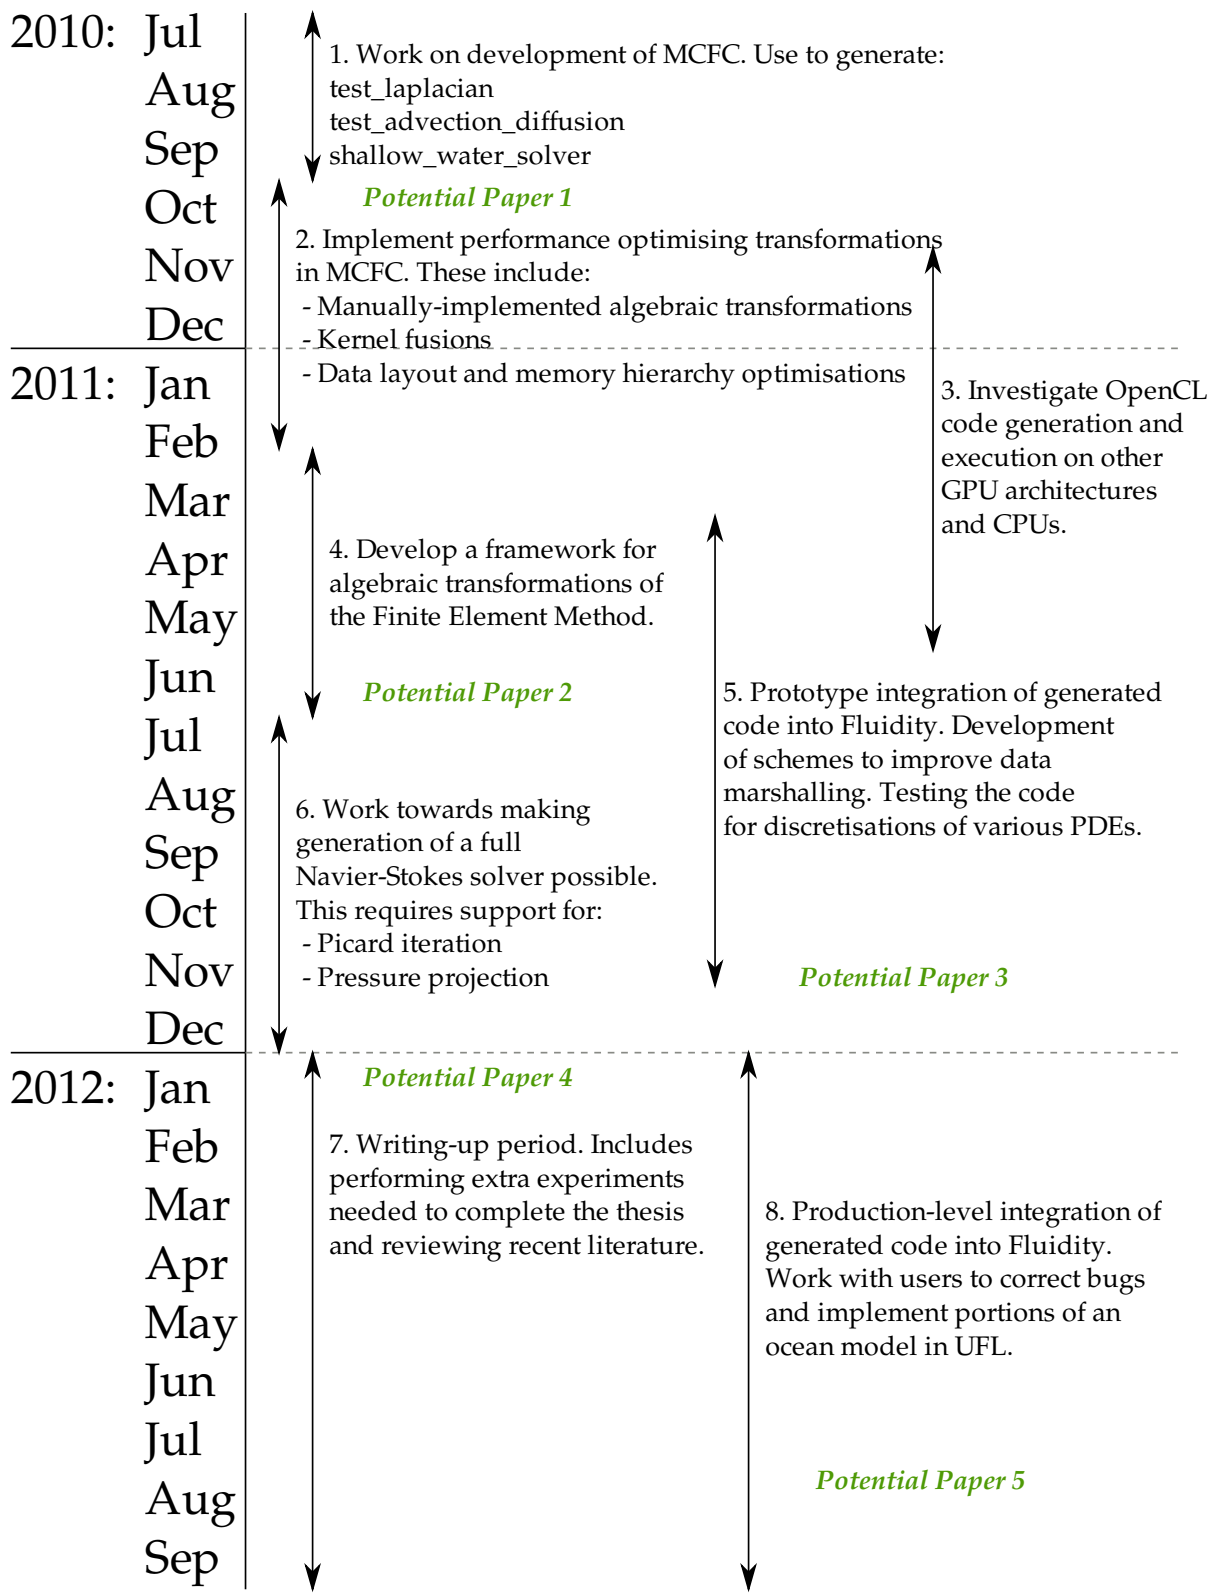 2010: Jul
Aug
Sep
Oct
Nov
Dec
2011: Jan
Feb
Mar
Apr
May
Jun
Jul
Aug
Sep
Oct
Nov
Dec
2012: Jan
Feb
Mar
Apr
May
Jun
Jul
Aug
Sep
1. Work on development of MCFC. Use to generate:
test_laplacian
test_advection_diffusion
shallow_water_solver
Potential Paper 1
2. Implement performance optimising transformations
in MCFC. These include:
- Manually-implemented algebraic transformations
- Kernel fusions
- Data layout and memory hierarchy optimisations
3. Investigate OpenCL
code generation and
execution on other
GPU architectures
and CPUs.
4. Develop a framework for
algebraic transformations of
the Finite Element Method.
Potential Paper 2
5. Prototype integration of generated
code into Fluidity. Development
of schemes to improve data
marshalling. Testing the code
for discretisations of various PDEs.
Potential Paper 3
6. Work towards making
generation of a full
Navier-Stokes solver possible.
This requires support for:
- Picard iteration
- Pressure projection
Potential Paper 4
7. Writing-up period. Includes
performing extra experiments
needed to complete the thesis
and reviewing recent literature.
8. Production-level integration of
generated code into Fluidity.
Work with users to correct bugs
and implement portions of an
ocean model in UFL.
Potential Paper 5